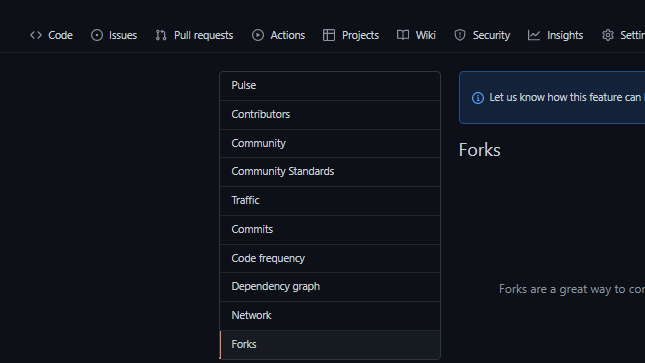 Code Issues Pull requests Actions Projects Wiki Security Insights
Pulse
Contributors
Community
Community Standards
Traffic
Commits
Code frequency
Dependency graph
Network
Forks
Let us know how this feature can
Forks
Forks are a great way to